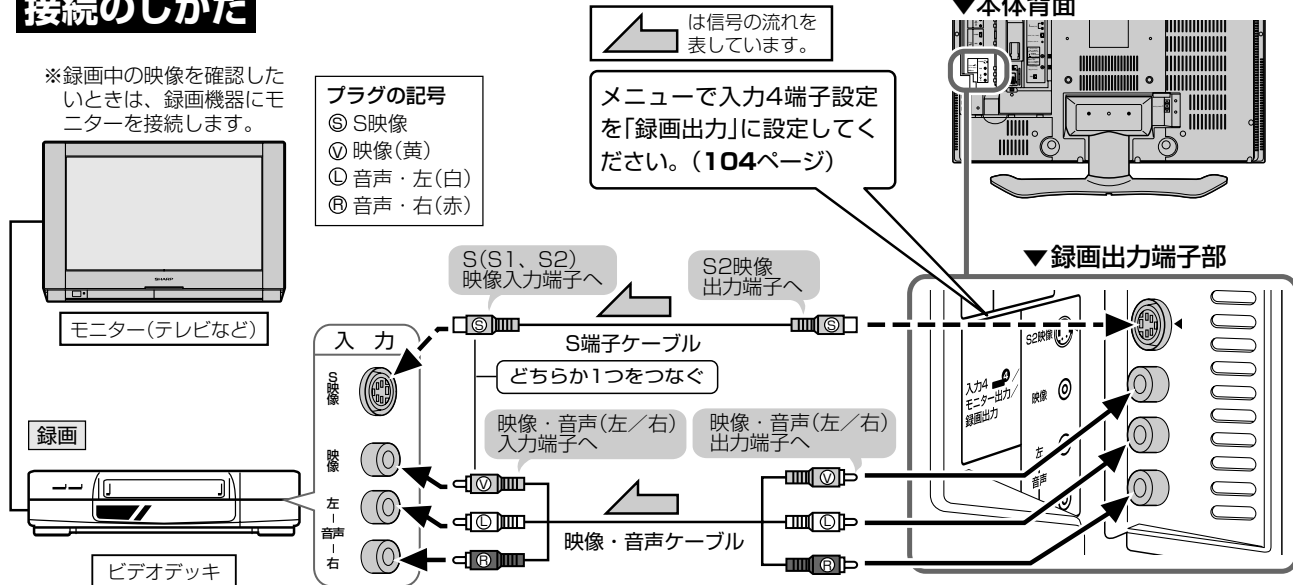 接続のしかた
※録画中の映像を確認した
いときは、録画機器にモ
ニターを接続します。
プラグの記号
Ⓢ S映像
Ⓥ 映像(黄)
Ⓛ 音声・左(白)
Ⓡ 音声・右(赤)
は信号の流れを
表しています。
メニューで入力4端子設定
を「録画出力」に設定してく
ださい。(104ページ)
▼本体背面
▼録画出力端子部
SHARP
モニター(テレビなど)
録画
ビデオデッキ
入 力
S映像
映像
左-音声-右
S(S1、S2)
映像入力端子へ
S2映像
出力端子へ
Ⓢ
Ⓢ
S端子ケーブル
どちらか1つをつなぐ
映像・音声(左／右)
入力端子へ
映像・音声(左／右)
出力端子へ
Ⓥ
Ⓛ
Ⓡ
Ⓥ
Ⓛ
Ⓡ
映像・音声ケーブル
入力4／
モニター出力／
録画出力
S2映像
映像
左
音声